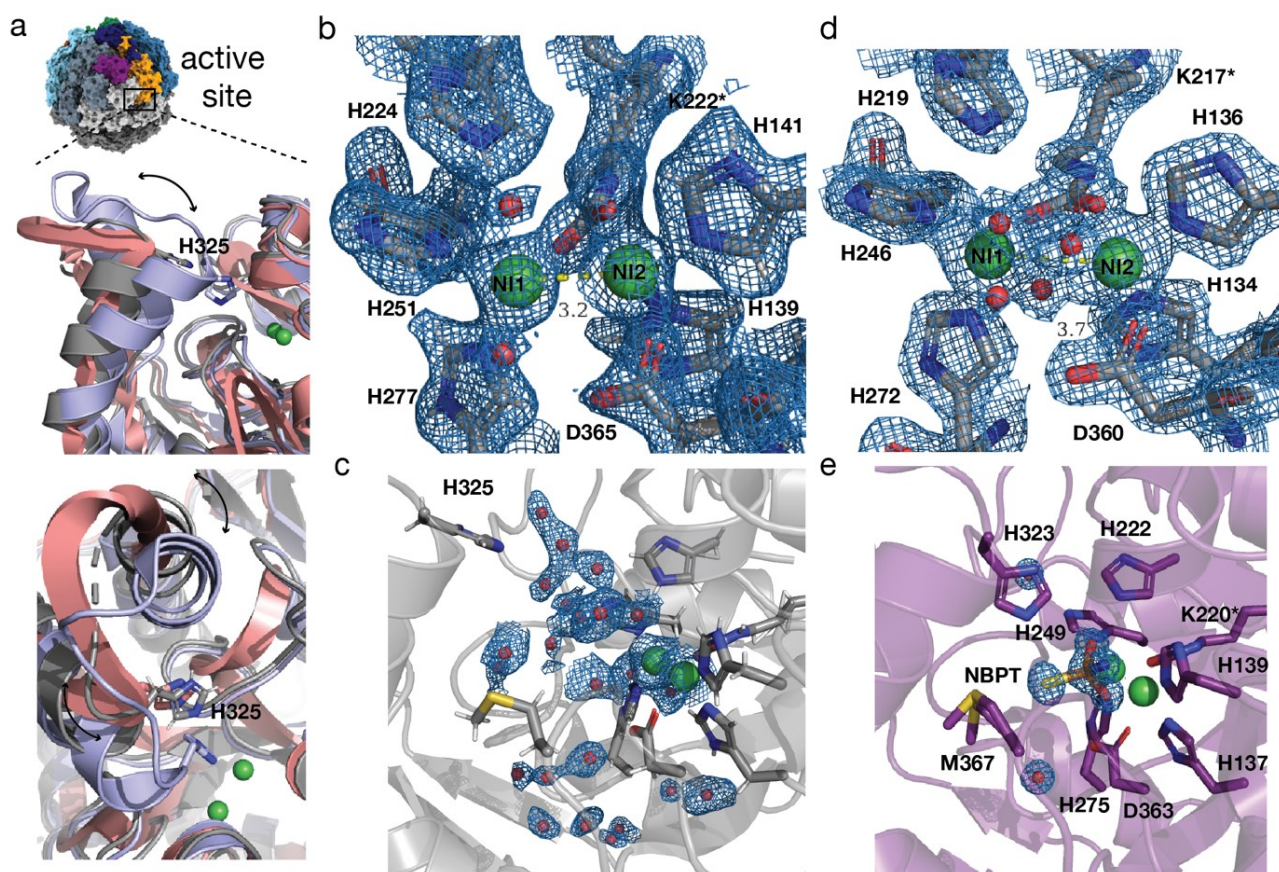 a
active
site
H325
H325
b
H224
K222*
H141
NI1
NI2
H251
3.2
H139
H277
D365
c
H325
d
H219
K217*
H136
H246
NI1
NI2
H134
3.7
H272
D360
e
H323
H222
K220*
H249
H139
NBPT
M367
H137
H275
D363